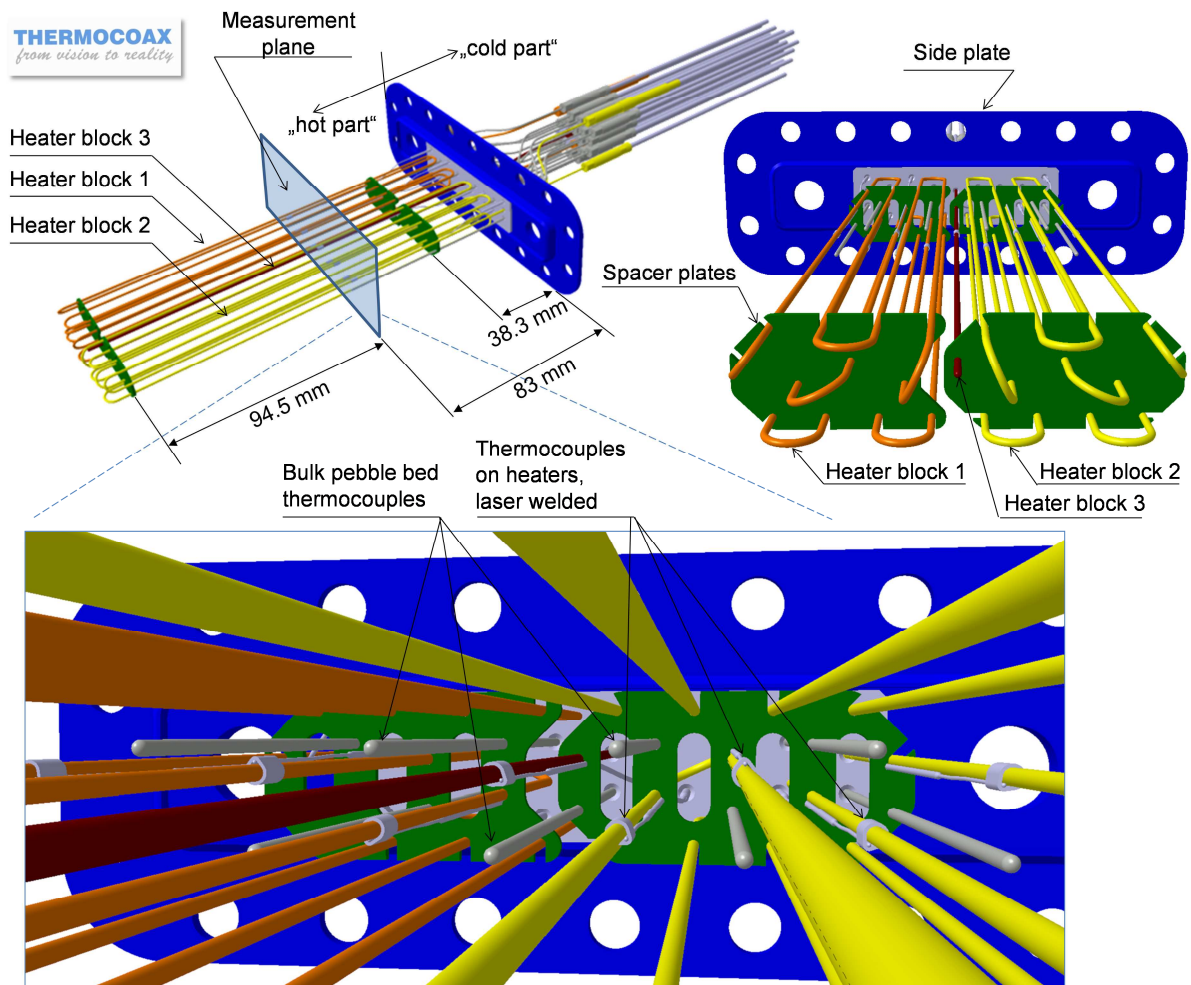 THERMOCOAX
from vision to reality
Measurement
plane
„cold part“
„hot part“
Heater block 3
Heater block 1
Heater block 2
38.3 mm
83 mm
94.5 mm
Side plate
Spacer plates
Heater block 1
Heater block 2
Heater block 3
Bulk pebble bed
thermocouples
Thermocouples
on heaters,
laser welded